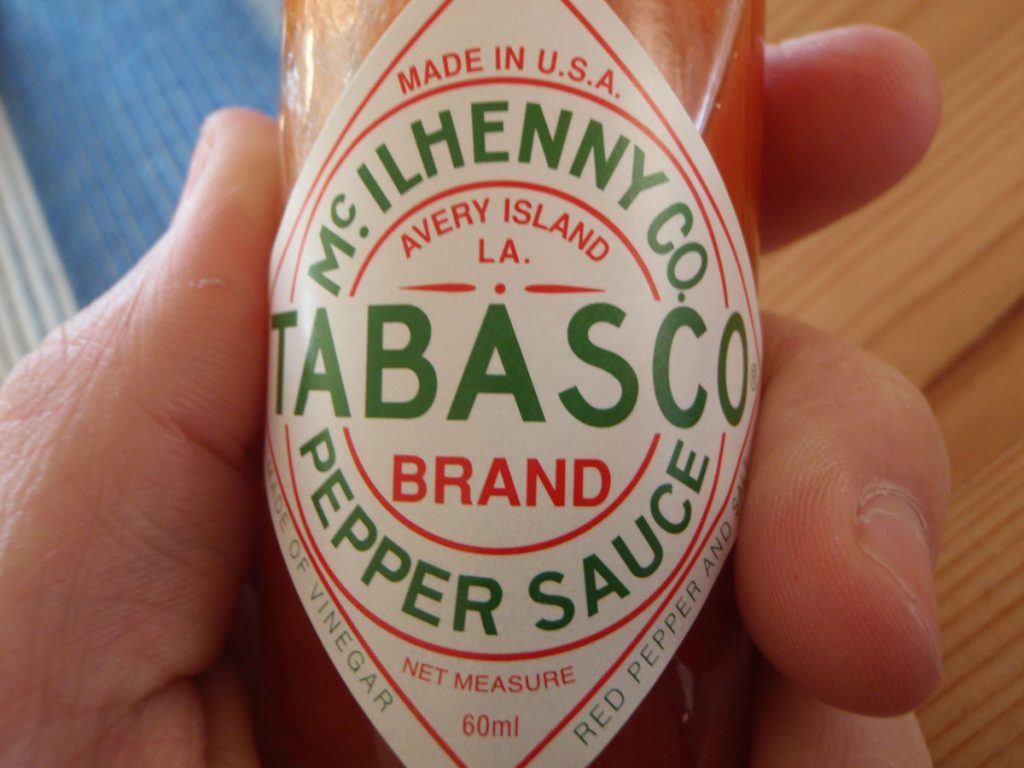 MADE IN U.S.A.
McILHENNY CO.
AVERY ISLAND
LA.
TABASCO®
BRAND
PEPPER SAUCE
MADE OF VINEGAR
RED PEPPER AND
NET MEASURE
60ml